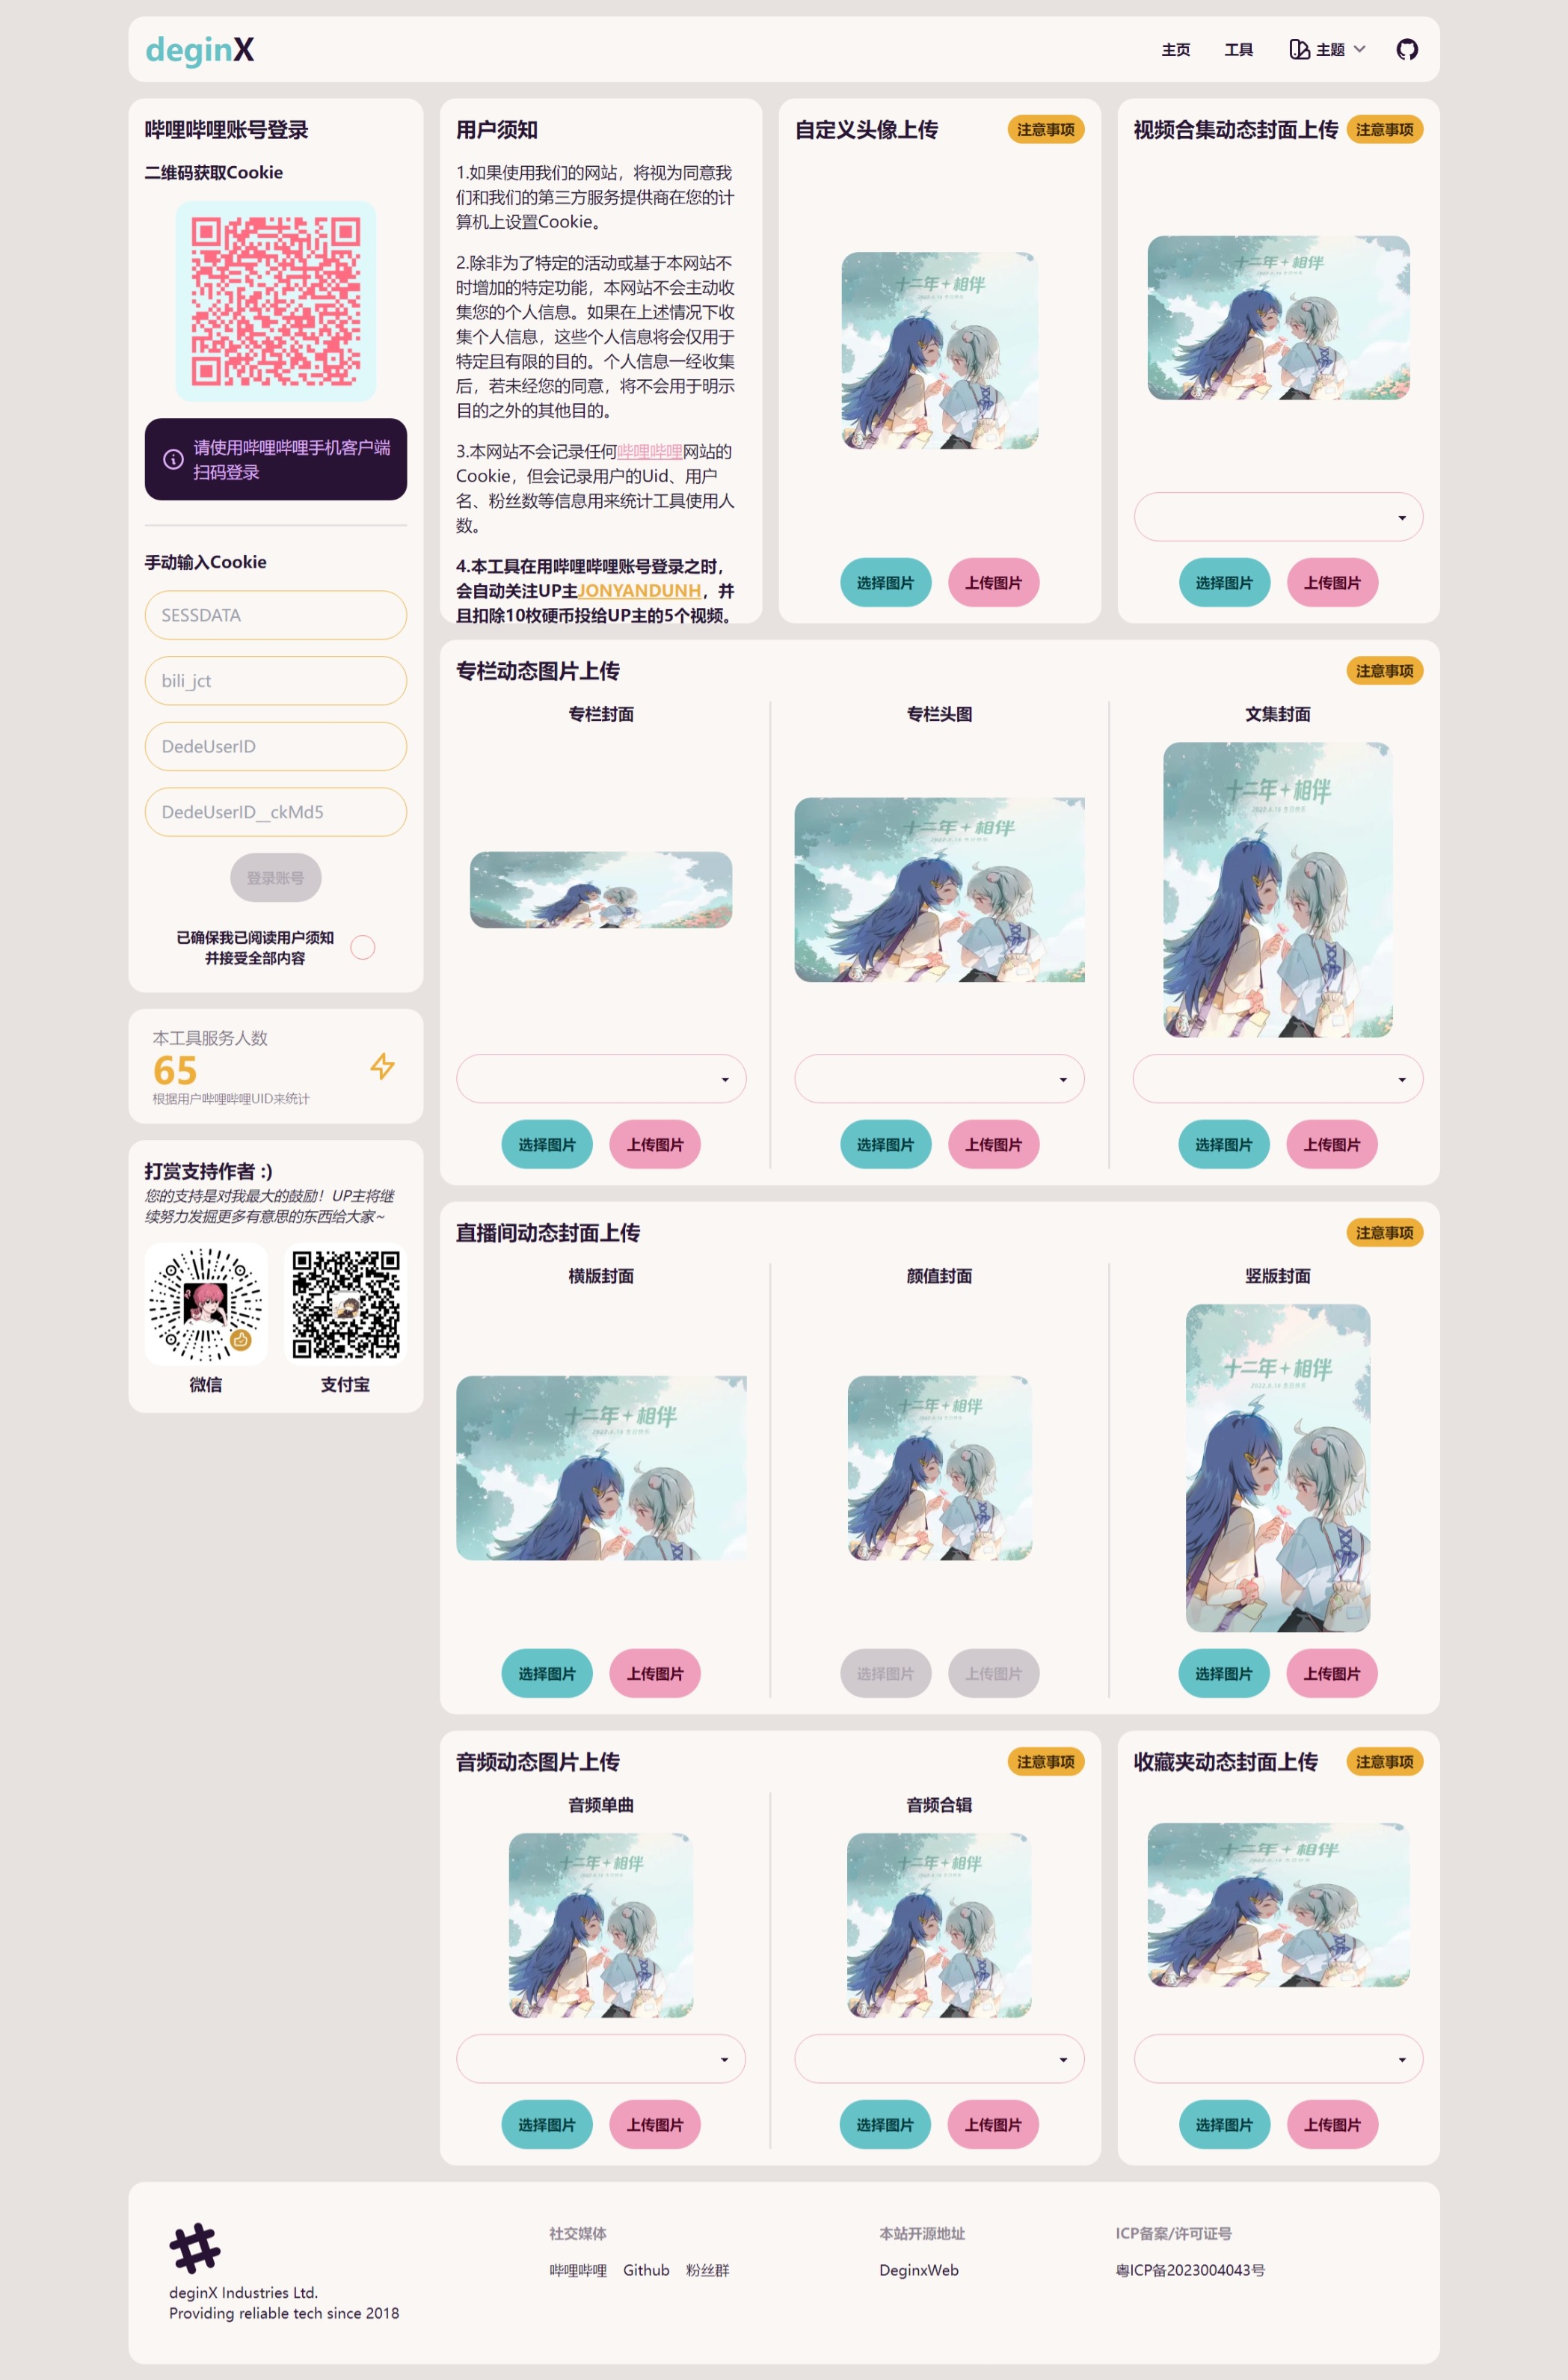 deginX
主页
工具
主题
哔哩哔哩账号登录
二维码获取Cookie
请使用哔哩哔哩手机客户端
扫码登录
手动输入Cookie
SESSDATA
bili_jct
DedeUserID
DedeUserID__ckMd5
登录账号
已确保我已阅读用户须知
并接受全部内容
本工具服务人数
65
根据用户哔哩哔哩UID来统计
打赏支持作者 :)
您的支持是对我最大的鼓励！UP主将继
续努力发掘更多有意思的东西给大家~
微信
支付宝
用户须知
1.如果使用我们的网站，将视为同意我
们和我们的第三方服务提供商在您的计
算机上设置Cookie。
2.除非为了特定的活动或基于本网站不
时增加的特定功能，本网站不会主动收
集您的个人信息。如果在上述情况下收
集个人信息，这些个人信息将会仅用于
特定且有限的目的。个人信息一经收集
后，若未经您的同意，将不会用于明示
目的之外的其他目的。
3.本网站不会记录任何哔哩哔哩网站的
Cookie，但会记录用户的Uid、用户
名、粉丝数等信息用来统计工具使用人
数。
4.本工具在用哔哩哔哩账号登录之时，
会自动关注UP主JONYANDUNH，并
且扣除10枚硬币投给UP主的5个视频。
自定义头像上传
注意事项
十二年+相伴
选择图片
上传图片
视频合集动态封面上传
注意事项
十二年+相伴
选择图片
上传图片
专栏动态图片上传
注意事项
专栏封面
选择图片
上传图片
专栏头图
十二年+相伴
选择图片
上传图片
文集封面
十二年+相伴
选择图片
上传图片
直播间动态封面上传
注意事项
横版封面
十二年+相伴
选择图片
上传图片
颜值封面
十二年+相伴
选择图片
上传图片
竖版封面
十二年+相伴
选择图片
上传图片
音频动态图片上传
注意事项
音频单曲
十二年+相伴
选择图片
上传图片
音频合辑
十二年+相伴
选择图片
上传图片
收藏夹动态封面上传
注意事项
十二年+相伴
选择图片
上传图片
deginX Industries Ltd.
Providing reliable tech since 2018
社交媒体
哔哩哔哩 Github 粉丝群
本站开源地址
DeginxWeb
ICP备案/许可证号
粤ICP备2023004043号